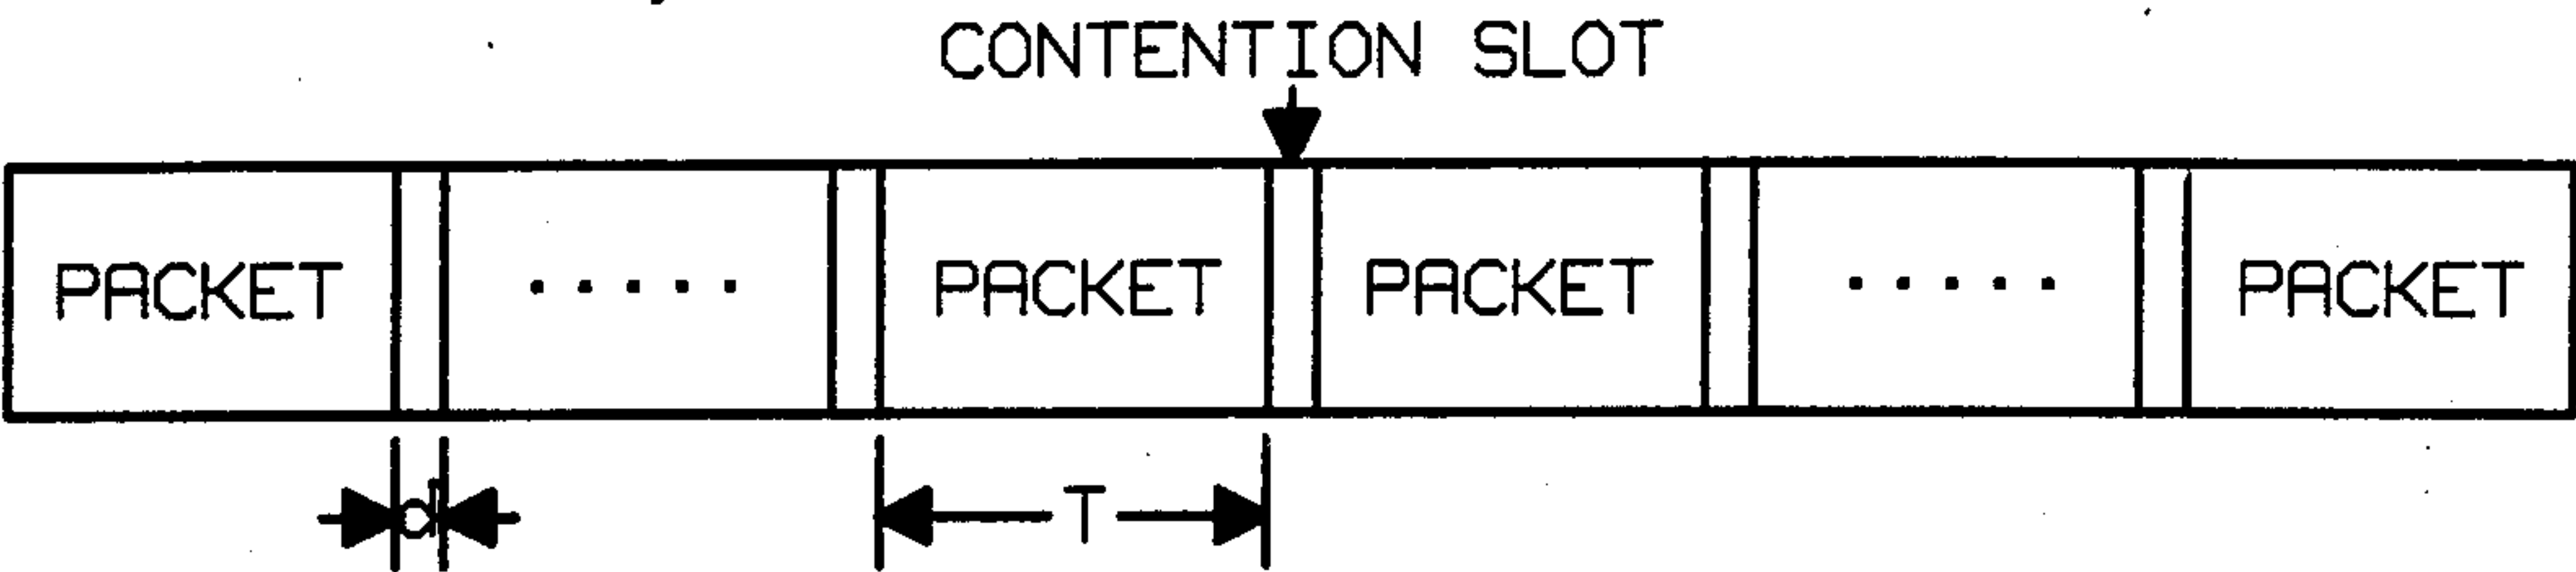 CONTENTION SLOT
PACKET ..... PACKET PACKET ..... PACKET
T